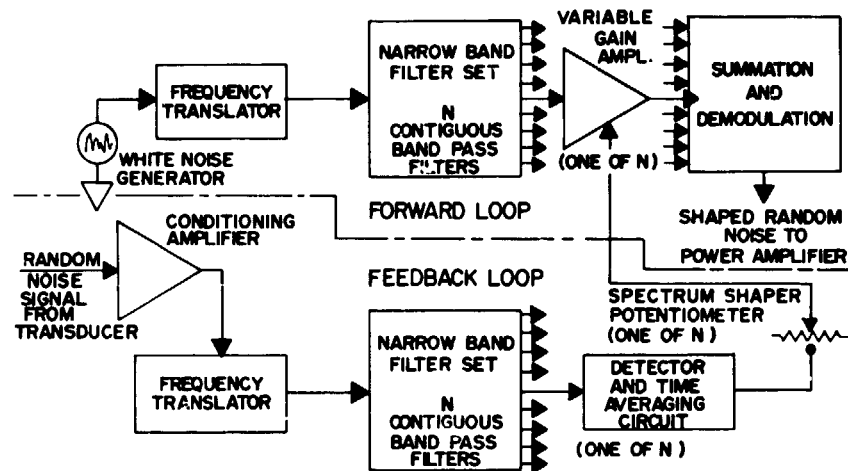 FREQUENCY
TRANSLATOR
WHITE NOISE
GENERATOR
NARROW BAND
FILTER SET
N
CONTIGUOUS
BAND PASS
FILTERS
VARIABLE
GAIN
AMPL.
(ONE OF N)
SUMMATION
AND
DEMODULATION
FORWARD LOOP
SHAPED RANDOM
NOISE TO
POWER AMPLIFIER
CONDITIONING
AMPLIFIER
RANDOM
NOISE
SIGNAL
FROM
TRANSDUCER
FEEDBACK LOOP
FREQUENCY
TRANSLATOR
NARROW BAND
FILTER SET
N
CONTIGUOUS
BAND PASS
FILTERS
SPECTRUM SHAPER
POTENTIOMETER
(ONE OF N)
DETECTOR
AND TIME
AVERAGING
CIRCUIT
(ONE OF N)